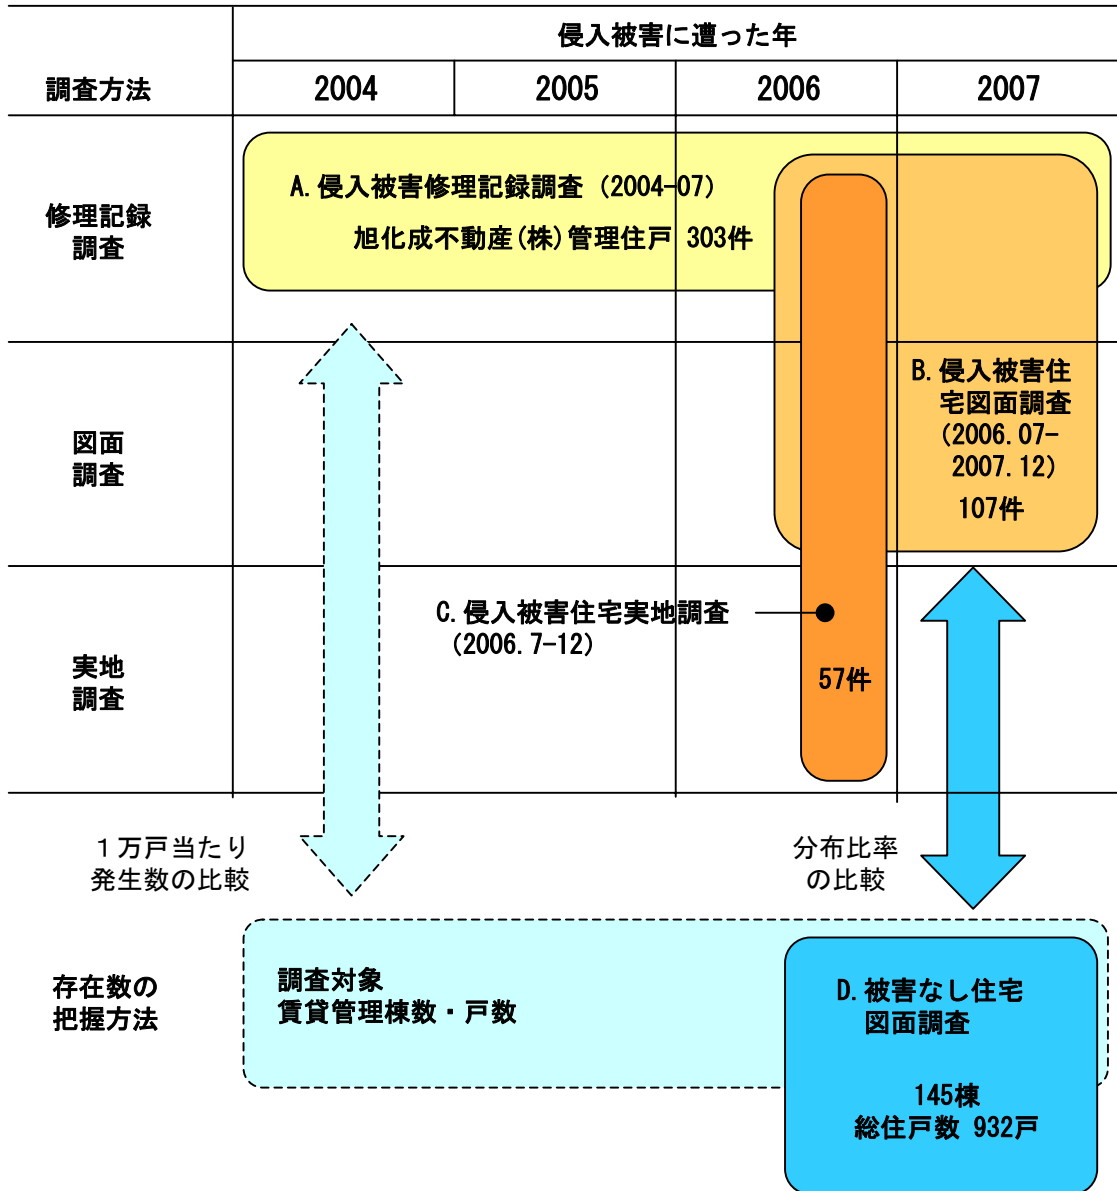 侵入被害に遭った年
調査方法
2004
2005
2006
2007
修理記録
調査
A.侵入被害修理記録調査（2004-07)
旭化成不動産(株)管理住戸 303件
図面
調査
B.侵入被害住
宅図面調査
(2006.07-
2007.12)
107件
実地
調査
C.侵入被害住宅実地調査
(2006.7-12)
57件
１万戸当たり
発生数の比較
分布比率
の比較
存在数の
把握方法
調査対象
賃貸管理棟数・戸数
D.被害なし住宅
図面調査
145棟
総住戸数 932戸